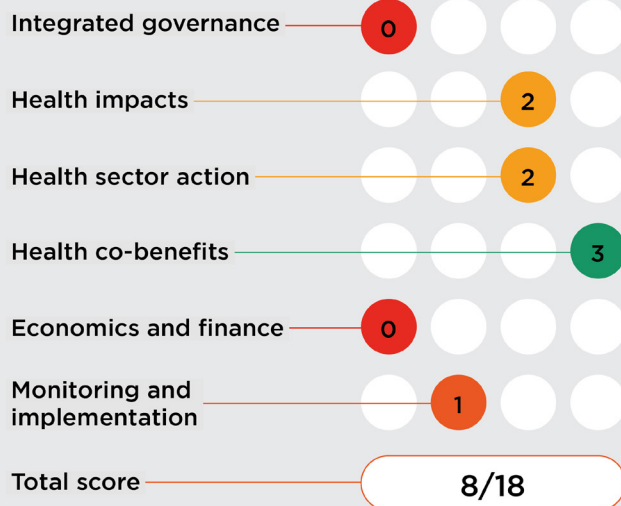 Integrated governance 0
Health impacts 2
Health sector action 2
Health co-benefits 3
Economics and finance 0
Monitoring and
implementation 1
Total score 8/18